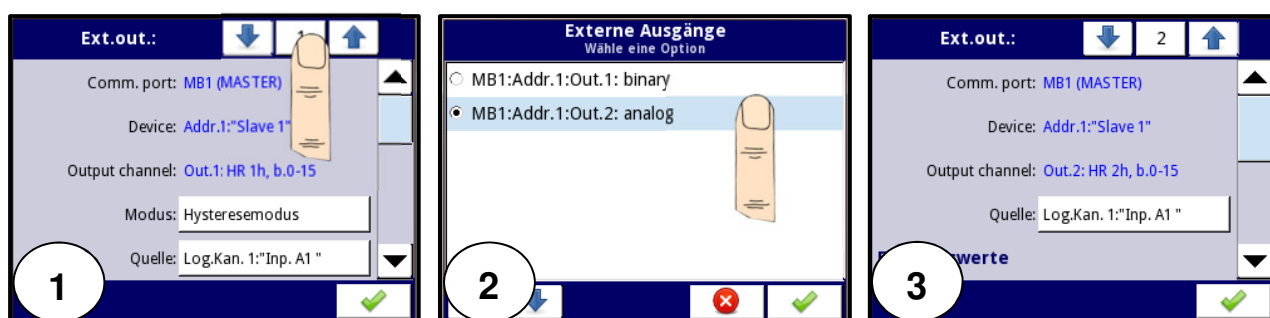 Ext.out.: 1
Comm. port: MB1 (MASTER)
Device: Addr.1:"Slave 1"
Output channel: Out.1: HR 1h, b.0-15
Modus: Hysteresemodus
Quelle: Log.Kan. 1:"Inp. A1 "
1
Externe Ausgänge
Wähle eine Option
MB1:Addr.1:Out.1: binary
MB1:Addr.1:Out.2: analog
2
Ext.out.: 2
Comm. port: MB1 (MASTER)
Device: Addr.1:"Slave 1"
Output channel: Out.2: HR 2h, b.0-15
Quelle: Log.Kan. 1:"Inp. A1 "
werte
3